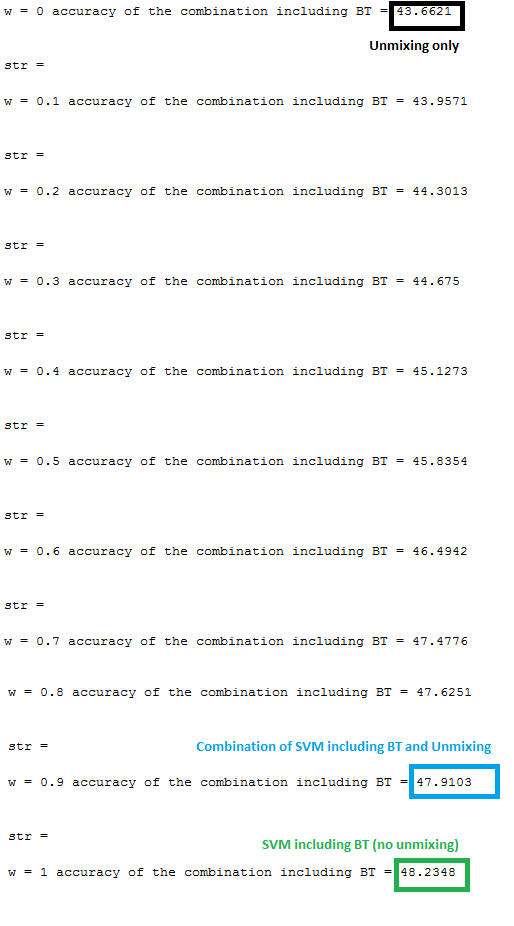 w = 0 accuracy of the combination including BT = 43.6621
Unmixing only
str =
w = 0.1 accuracy of the combination including BT = 43.9571
str =
w = 0.2 accuracy of the combination including BT = 44.3013
str =
w = 0.3 accuracy of the combination including BT = 44.675
str =
w = 0.4 accuracy of the combination including BT = 45.1273
str =
w = 0.5 accuracy of the combination including BT = 45.8354
str =
w = 0.6 accuracy of the combination including BT = 46.4942
str =
w = 0.7 accuracy of the combination including BT = 47.4776
w = 0.8 accuracy of the combination including BT = 47.6251
str = Combination of SVM including BT and Unmixing
w = 0.9 accuracy of the combination including BT = 47.9103
str =
SVM including BT (no unmixing)
w = 1 accuracy of the combination including BT = 48.2348